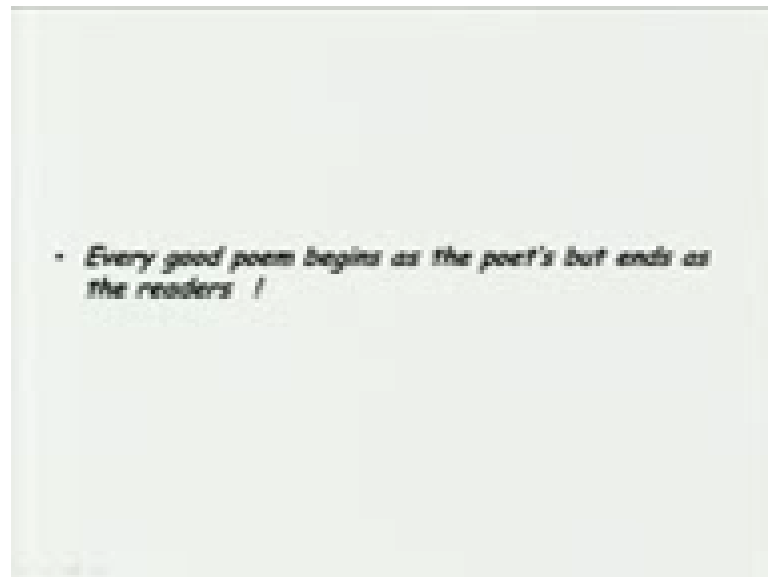 • Every good poem begins as the poet's but ends as
the readers !